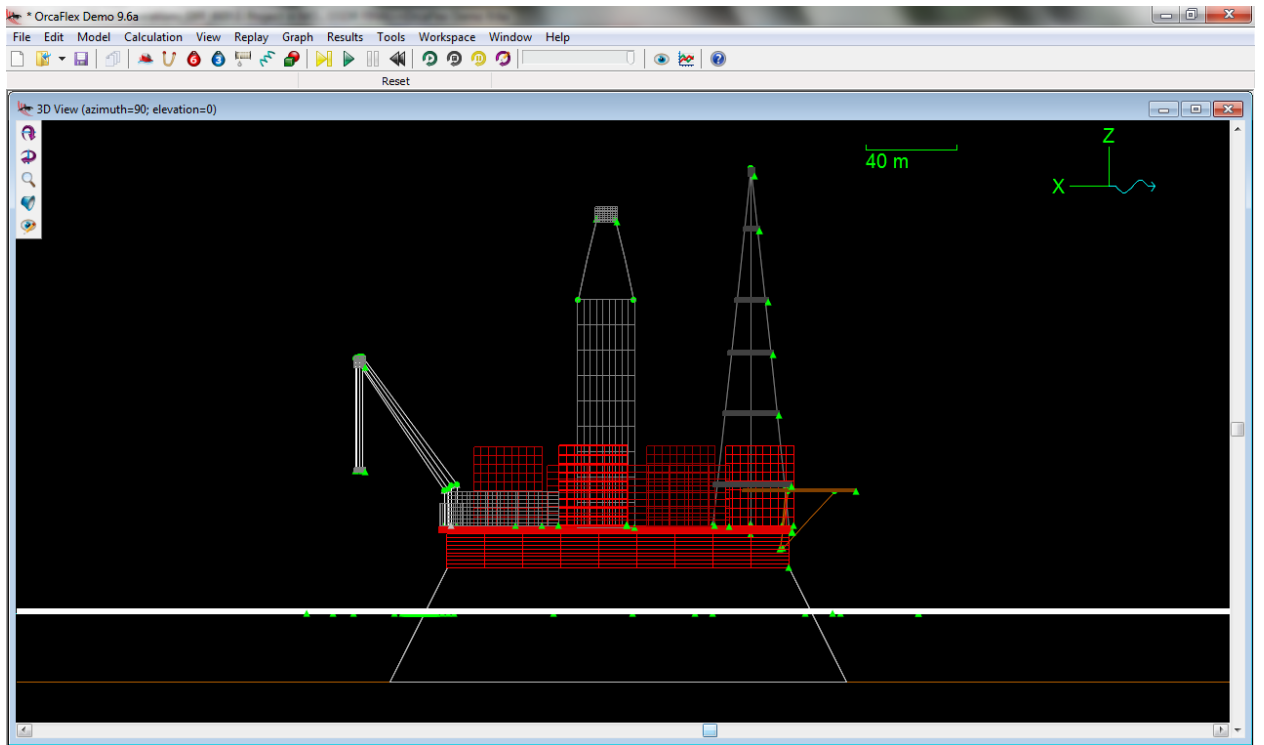 * OrcaFlex Demo 9.6a
File Edit Model Calculation View Replay Graph Results Tools Workspace Window Help
Reset
3D View (azimuth=90; elevation=0)
40 m
Z
X